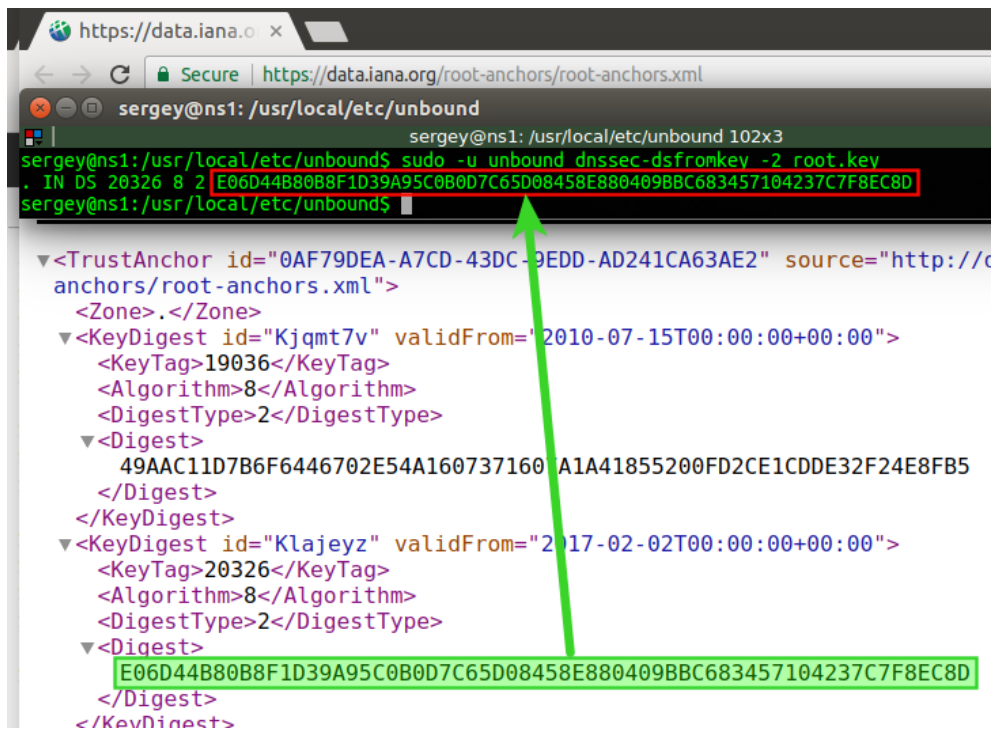 https://data.iana.o
Secure https://data.iana.org/root-anchors/root-anchors.xml
sergey@ns1: /usr/local/etc/unbound
sergey@ns1: /usr/local/etc/unbound 102x3
sergey@ns1:/usr/local/etc/unbound$ sudo -u unbound dnssec-dsfromkey -2 root.key
. IN DS 20326 8 2 E06D44B80B8F1D39A95C0B0D7C65D08458E880409BBC683457104237C7F8EC8D
sergey@ns1:/usr/local/etc/unbound$
▼<TrustAnchor id="0AF79DEA-A7CD-43DC-9EDD-AD241CA63AE2" source="http://
anchors/root-anchors.xml">
<Zone>.</Zone>
▼<KeyDigest id="Kjqmt7v" validFrom="2010-07-15T00:00:00+00:00">
<KeyTag>19036</KeyTag>
<Algorithm>8</Algorithm>
<DigestType>2</DigestType>
▼<Digest>
49AAC11D7B6F6446702E54A1607371607A1A41855200FD2CE1CDDE32F24E8FB5
</Digest>
</KeyDigest>
▼<KeyDigest id="Klajeyz" validFrom="2017-02-02T00:00:00+00:00">
<KeyTag>20326</KeyTag>
<Algorithm>8</Algorithm>
<DigestType>2</DigestType>
▼<Digest>
E06D44B80B8F1D39A95C0B0D7C65D08458E880409BBC683457104237C7F8EC8D
</Digest>
</KeyDigest>